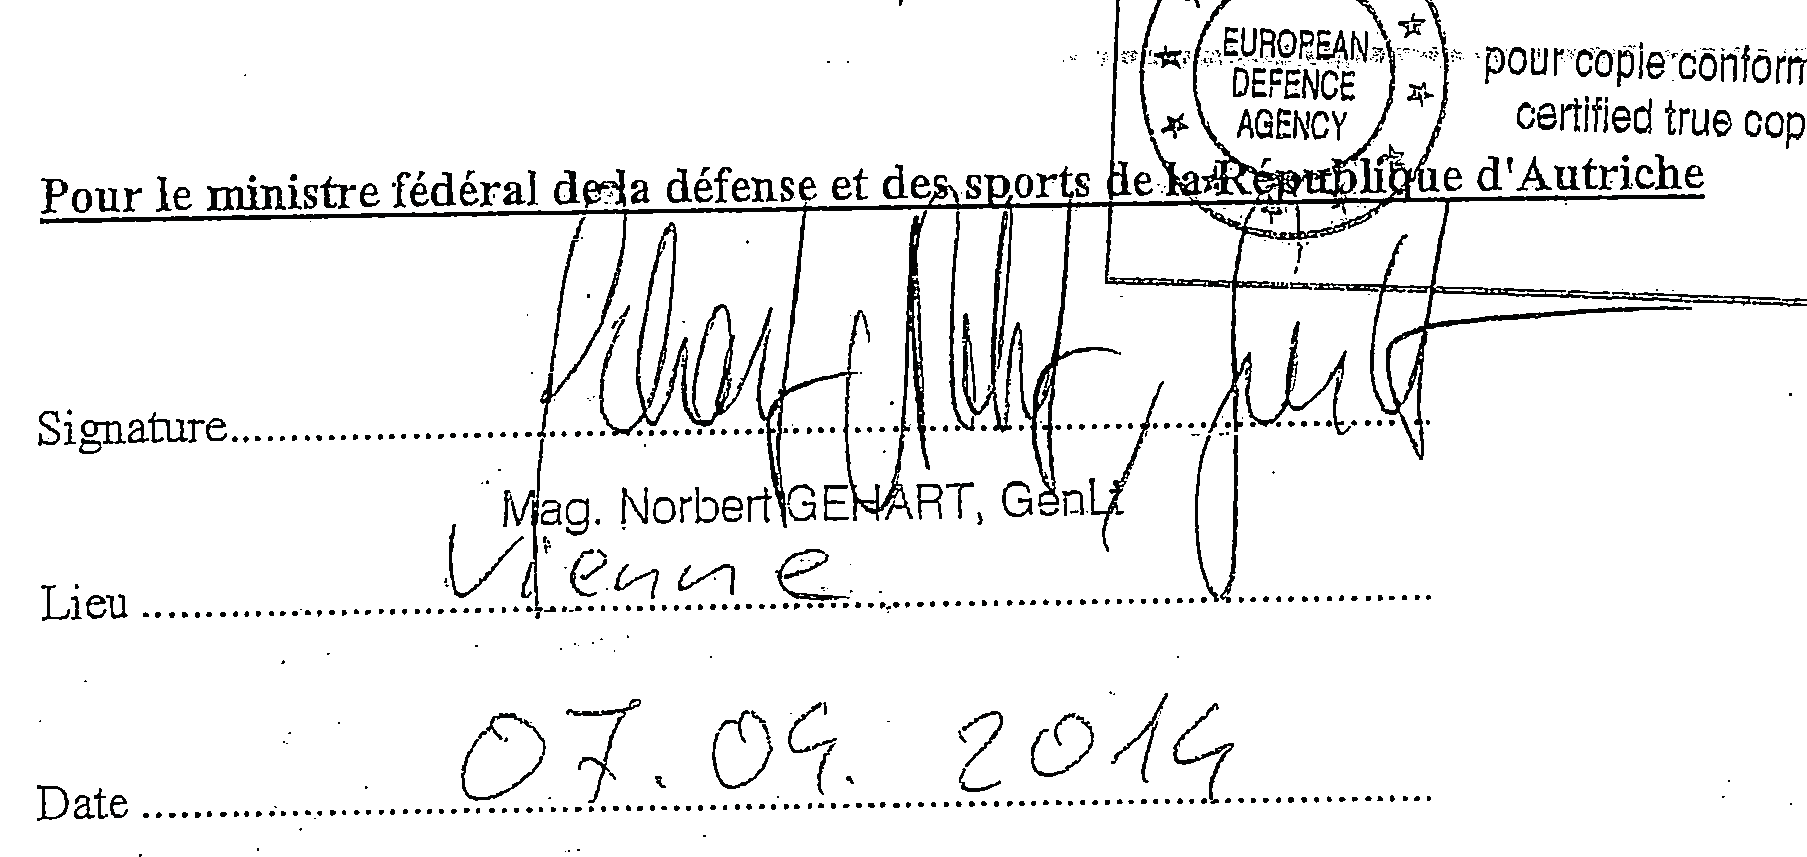 EUROPEAN
DEFENCE
AGENCY
pour copie conform
certified true cop
Pour le ministre fédéral de la défense et des sports de la République d'Autriche
Signature
Mag. Norbert GEHART, GenLt
Lieu Vienne
Date 07.04.2014